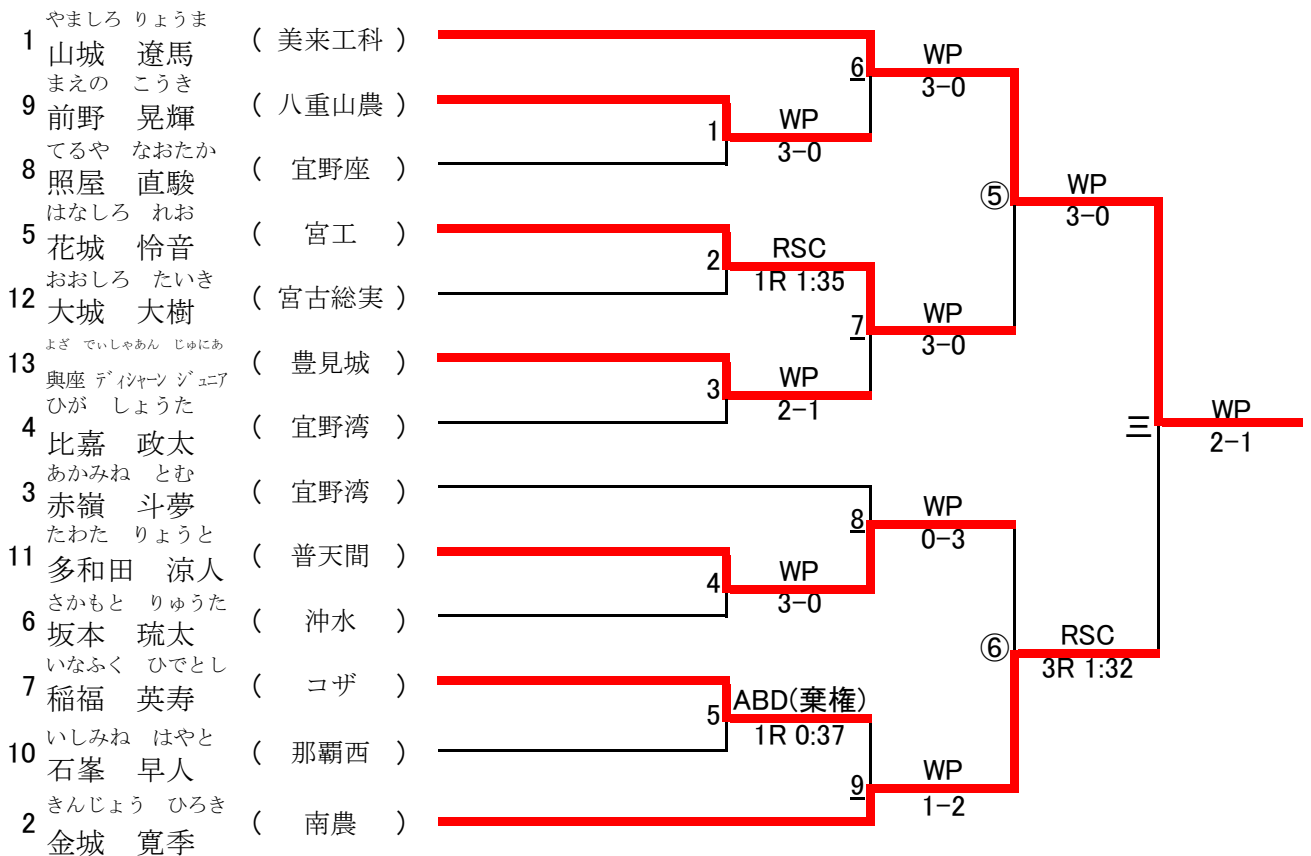 やましろ りょうま
1 山城 遼馬 ( 美来工科 )
まえの こうき
9 前野 晃輝 ( 八重山農 )
てるや なおたか
8 照屋 直駿 ( 宜野座 )
はなしろ れお
5 花城 怜音 ( 宮工 )
おおしろ たいき
12 大城 大樹 ( 宮古総実 )
よざ でぃしゃあん じゅにあ
13 與座 ディシャーン ジュニア ( 豊見城 )
ひが しょうた
4 比嘉 政太 ( 宜野湾 )
あかみね とむ
3 赤嶺 斗夢 ( 宜野湾 )
たわた りょうと
11 多和田 涼人 ( 普天間 )
さかもと りゅうた
6 坂本 琉太 ( 沖水 )
いなふく ひでとし
7 稲福 英寿 ( コザ )
いしみね はやと
10 石峯 早人 ( 那覇西 )
きんじょう ひろき
2 金城 寛季 ( 南農 )
1 WP
3-0
2 RSC
1R 1:35
3 WP
2-1
4 WP
3-0
5 ABD(棄権)
1R 0:37
6 WP
3-0
7 WP
3-0
8 WP
0-3
9 WP
1-2
⑤ WP
3-0
⑥ RSC
3R 1:32
三 WP
2-1